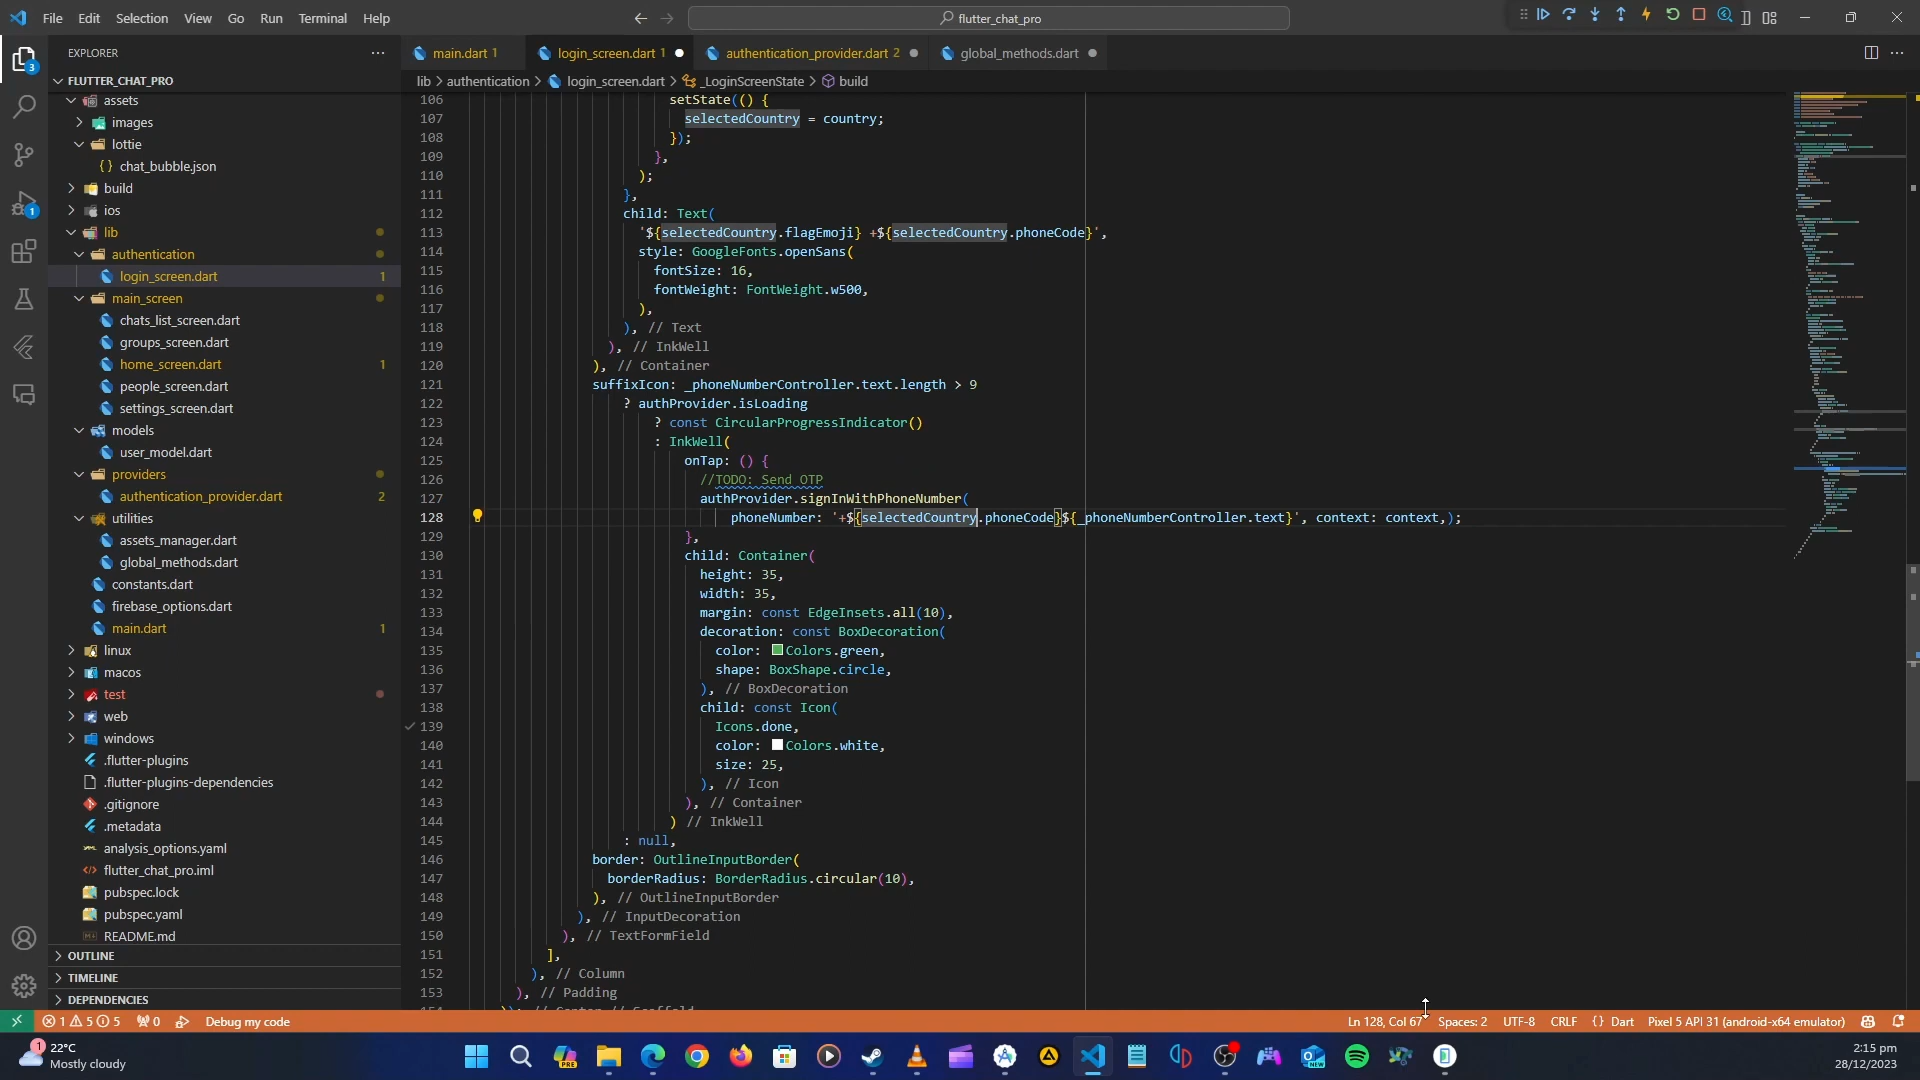 File Edit Selection View Go Run Terminal Help
flutter_chat_pro
EXPLORER
FLUTTER_CHAT_PRO
assets
images
lottie
{} chat_bubble.json
build
ios
lib
authentication
login_screen.dart 1
main_screen
chats_list_screen.dart
groups_screen.dart
home_screen.dart 1
people_screen.dart
settings_screen.dart
models
user_model.dart
providers
authentication_provider.dart 2
utilities
assets_manager.dart
global_methods.dart
constants.dart
firebase_options.dart
main.dart 1
linux
macos
test
web
windows
.flutter-plugins
.flutter-plugins-dependencies
.gitignore
.metadata
analysis_options.yaml
flutter_chat_pro.iml
pubspec.lock
pubspec.yaml
README.md
OUTLINE
TIMELINE
DEPENDENCIES
3
1
main.dart 1 login_screen.dart 1 authentication_provider.dart 2 global_methods.dart
lib > authentication > login_screen.dart > _LoginScreenState > build
106 setState(() {
107 selectedCountry = country;
108 });
109 },
110 );
111 },
112 child: Text(
113 '${selectedCountry.flagEmoji} +${selectedCountry.phoneCode}',
114 style: GoogleFonts.openSans(
115 fontSize: 16,
116 fontWeight: FontWeight.w500,
117 ),
118 ), // Text
119 ), // InkWell
120 ), // Container
121 suffixIcon: _phoneNumberController.text.length > 9
122 ? authProvider.isLoading
123 ? const CircularProgressIndicator()
124 : InkWell(
125 onTap: () {
126 //TODO: Send OTP
127 authProvider.signInWithPhoneNumber(
128 phoneNumber: '+${selectedCountry.phoneCode}${_phoneNumberController.text}', context: context,);
129 },
130 child: Container(
131 height: 35,
132 width: 35,
133 margin: const EdgeInsets.all(10),
134 decoration: const BoxDecoration(
135 color: Colors.green,
136 shape: BoxShape.circle,
137 ), // BoxDecoration
138 child: const Icon(
139 Icons.done,
140 color: Colors.white,
141 size: 25,
142 ), // Icon
143 ), // Container
144 ) // InkWell
145 : null,
146 border: OutlineInputBorder(
147 borderRadius: BorderRadius.circular(10),
148 ), // OutlineInputBorder
149 ), // InputDecoration
150 ), // TextFormField
151 ],
152 ), // Column
153 ), // Padding
1 5 5 0 Debug my code Ln 128, Col 67 Spaces: 2 UTF-8 CRLF {} Dart Pixel 5 API 31 (android-x64 emulator)
1
22°C
Mostly cloudy
PRE
NEW
2:15 pm
28/12/2023